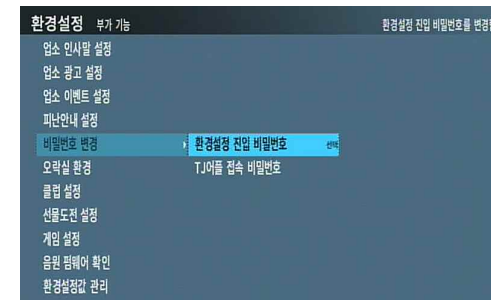 환경설정 부가 기능 환경설정 진입 비밀번호를 변경
업소 인사말 설정
업소 광고 설정
업소 이벤트 설정
피난안내 설정
비밀번호 변경 환경설정 진입 비밀번호 선택
오락실 환경 TJ어플 접속 비밀번호
클럽 설정
선물도전 설정
게임 설정
음원 펌웨어 확인
환경설정값 관리